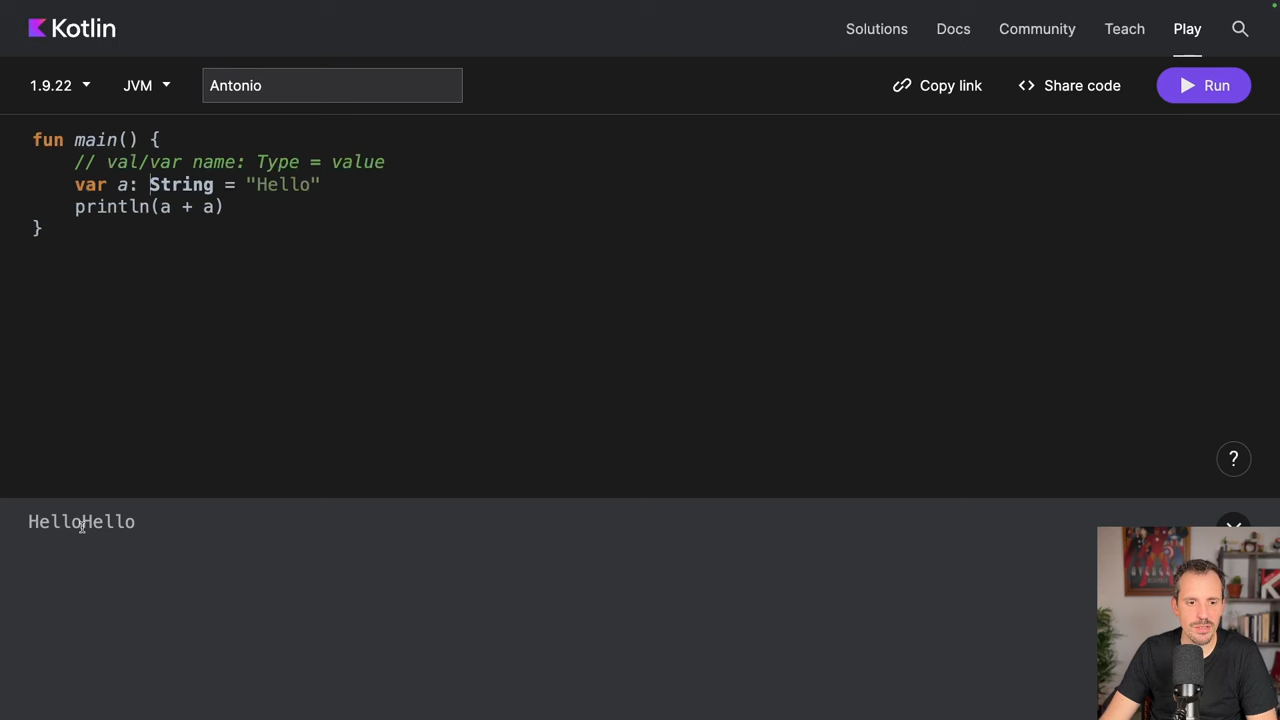 Kotlin
Solutions Docs Community Teach Play
1.9.22 JVM Antonio Copy link Share code Run
fun main() {
    // val/var name: Type = value
    var a: String = "Hello"
    println(a + a)
}
?
HelloHello